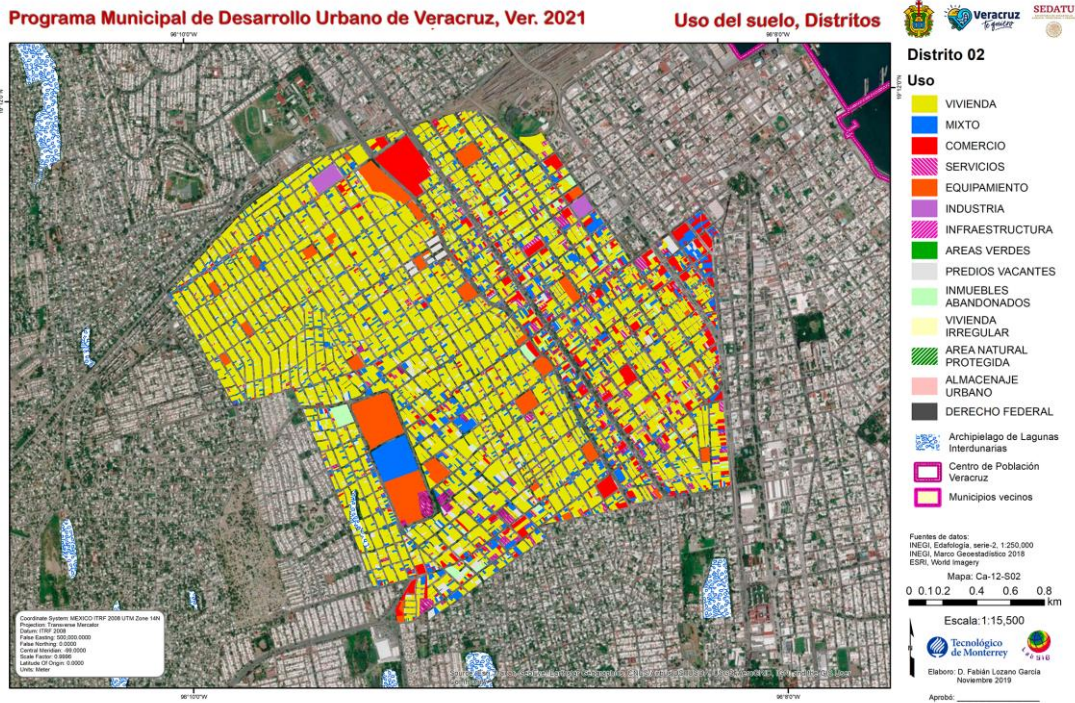 Programa Municipal de Desarrollo Urbano de Veracruz, Ver. 2021
Uso del suelo, Distritos
Veracruz
te quiero
SEDATU
96°10'0"W
96°8'0"W
Distrito 02
Uso
VIVIENDA
MIXTO
COMERCIO
SERVICIOS
EQUIPAMIENTO
INDUSTRIA
INFRAESTRUCTURA
AREAS VERDES
PREDIOS VACANTES
INMUEBLES
ABANDONADOS
VIVIENDA
IRREGULAR
AREA NATURAL
PROTEGIDA
ALMACENAJE
URBANO
DERECHO FEDERAL
Archipielago de Lagunas
Interdunarias
Centro de Población
Veracruz
Municipios vecinos
Fuentes de datos:
INEGI, Edafología, serie-2, 1:250,000
INEGI, Marco Geoestadístico 2018
ESRI, World Imagery
Mapa: Ca-12-S02
0 0.1 0.2 0.4 0.6 0.8
km
Escala:1:15,500
Tecnológico
de Monterrey
Elaboro: D. Fabián Lozano García
Noviembre 2019
Aprobó:
Coordinate System: MEXICO ITRF 2008 UTM Zone 14N
Projection: Transverse Mercator
Datum: ITRF 2008
False Easting: 500,000.0000
False Northing: 0.0000
Central Meridian: -99.0000
Scale Factor: 0.9996
Latitude Of Origin: 0.0000
Units: Meter
96°10'0"W
96°8'0"W